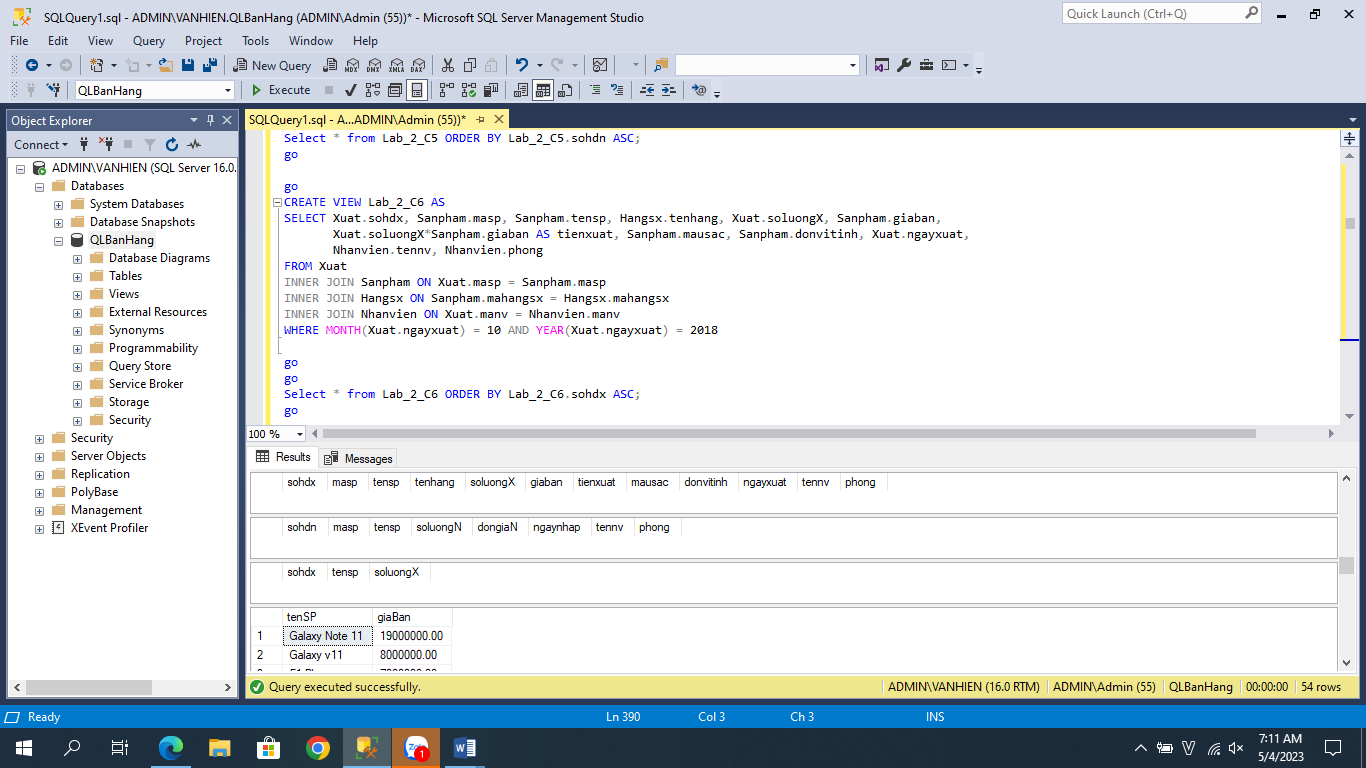 SQLQuery1.sql - ADMIN\VANHIEN.QLBanHang (ADMIN\Admin (55))* - Microsoft SQL Server Management Studio
Quick Launch (Ctrl+Q)
File Edit View Query Project Tools Window Help
New Query MDX DMX XMLA DAX
QLBanHang Execute
Object Explorer
Connect
ADMIN\VANHIEN (SQL Server 16.0.
Databases
System Databases
Database Snapshots
QLBanHang
Database Diagrams
Tables
Views
External Resources
Synonyms
Programmability
Query Store
Service Broker
Storage
Security
Security
Server Objects
Replication
PolyBase
Management
XEvent Profiler
SQLQuery1.sql - A...ADMIN\Admin (55))*
Select * from Lab_2_C5 ORDER BY Lab_2_C5.sohdn ASC;
go
go
CREATE VIEW Lab_2_C6 AS
SELECT Xuat.sohdx, Sanpham.masp, Sanpham.tensp, Hangsx.tenhang, Xuat.soluongX, Sanpham.giaban,
Xuat.soluongX*Sanpham.giaban AS tienxuat, Sanpham.mausac, Sanpham.donvitinh, Xuat.ngayxuat,
Nhanvien.tennv, Nhanvien.phong
FROM Xuat
INNER JOIN Sanpham ON Xuat.masp = Sanpham.masp
INNER JOIN Hangsx ON Sanpham.mahangsx = Hangsx.mahangsx
INNER JOIN Nhanvien ON Xuat.manv = Nhanvien.manv
WHERE MONTH(Xuat.ngayxuat) = 10 AND YEAR(Xuat.ngayxuat) = 2018
go
go
Select * from Lab_2_C6 ORDER BY Lab_2_C6.sohdx ASC;
go
100 %
Results Messages
sohdx masp tensp tenhang soluongX giaban tienxuat mausac donvitinh ngayxuat tennv phong
sohdn masp tensp soluongN dongiaN ngaynhap tennv phong
sohdx tensp soluongX
tenSP giaBan
1 Galaxy Note 11 19000000.00
2 Galaxy v11 8000000.00
Query executed successfully. ADMIN\VANHIEN (16.0 RTM) ADMIN\Admin (55) QLBanHang 00:00:00 54 rows
Ready Ln 390 Col 3 Ch 3 INS
Zalo 1
7:11 AM
5/4/2023